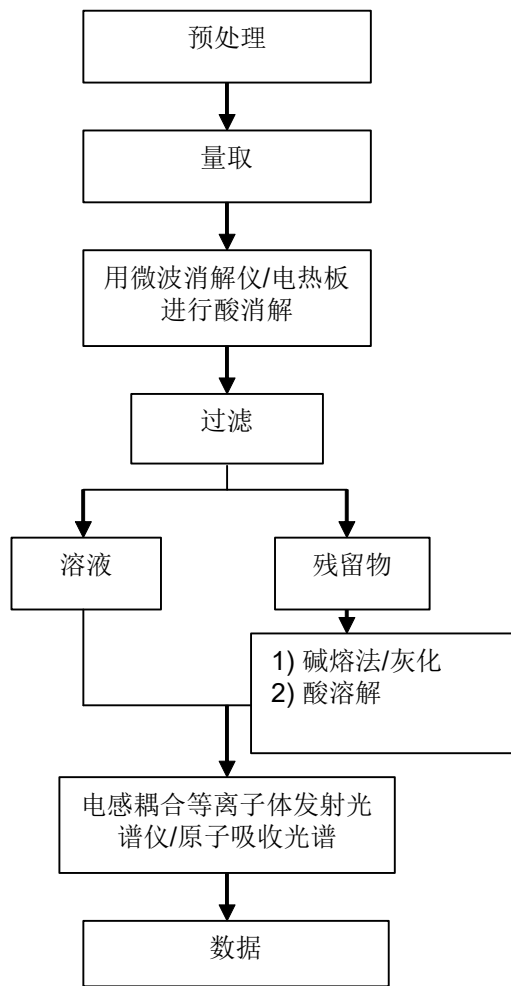 预处理
量取
用微波消解仪/电热板
进行酸消解
过滤
溶液
残留物
1) 碱熔法/灰化
2) 酸溶解
电感耦合等离子体发射光
谱仪/原子吸收光谱
数据